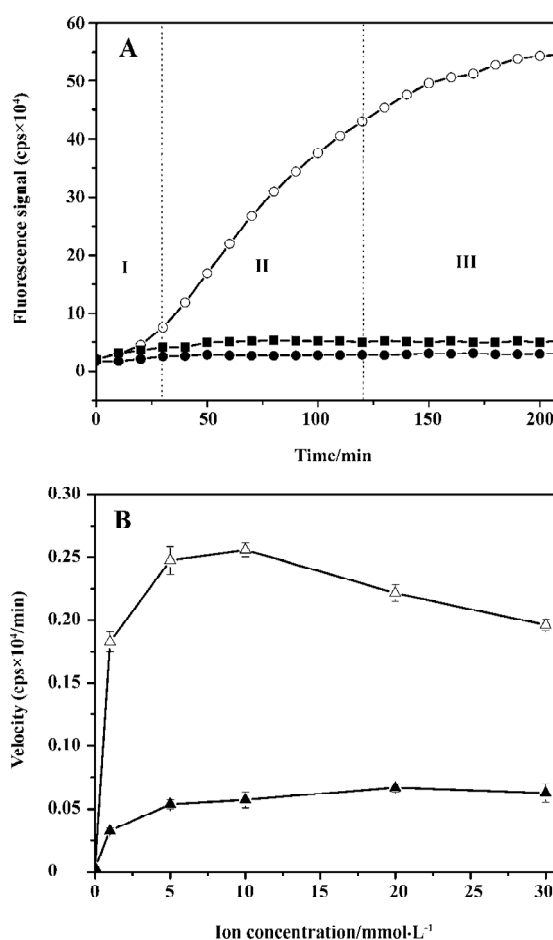 A
Fluorescence signal (cps×10⁴)
60
50
40
30
20
10
0
I
II
III
0
50
100
150
200
Time/min
B
Velocity (cps×10⁴/min)
0.30
0.25
0.20
0.15
0.10
0.05
0
0
5
10
15
20
25
30
Ion concentration/mmol·L⁻¹